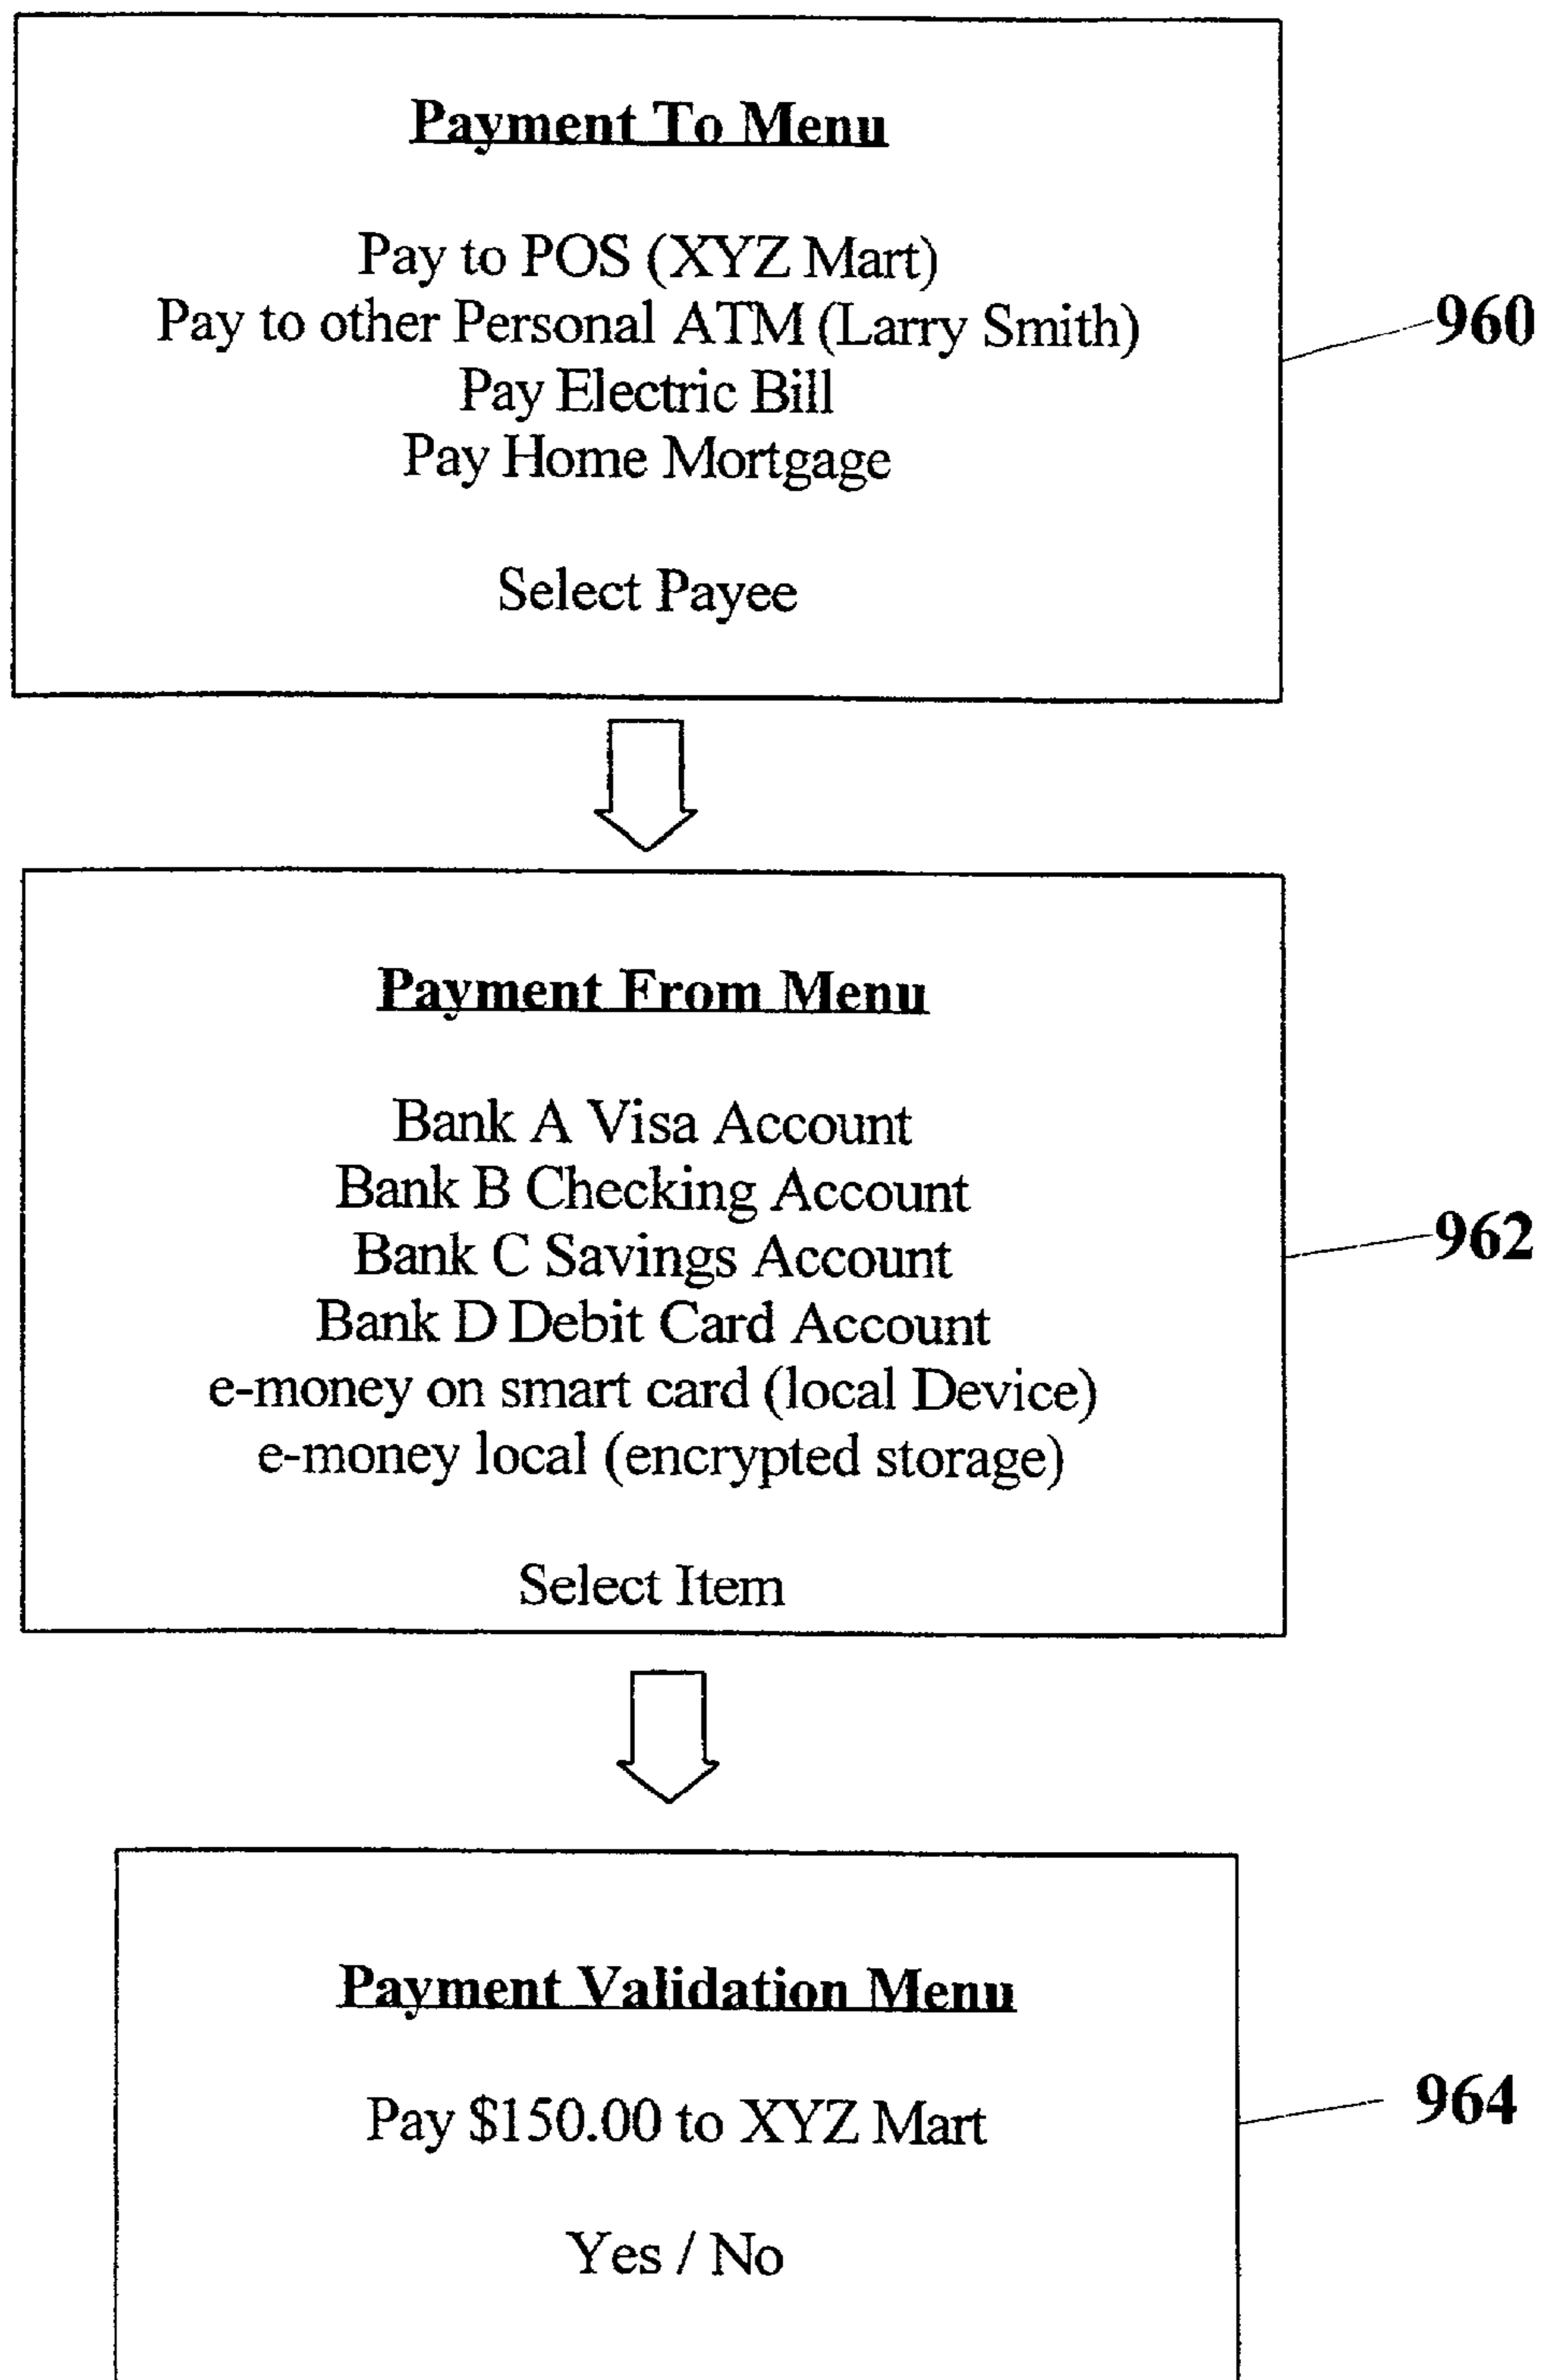 Payment To Menu
Pay to POS (XYZ Mart)
Pay to other Personal ATM (Larry Smith)
Pay Electric Bill
Pay Home Mortgage
Select Payee
960
Payment From Menu
Bank A Visa Account
Bank B Checking Account
Bank C Savings Account
Bank D Debit Card Account
e-money on smart card (local Device)
e-money local (encrypted storage)
Select Item
962
Payment Validation Menu
Pay $150.00 to XYZ Mart
Yes / No
964